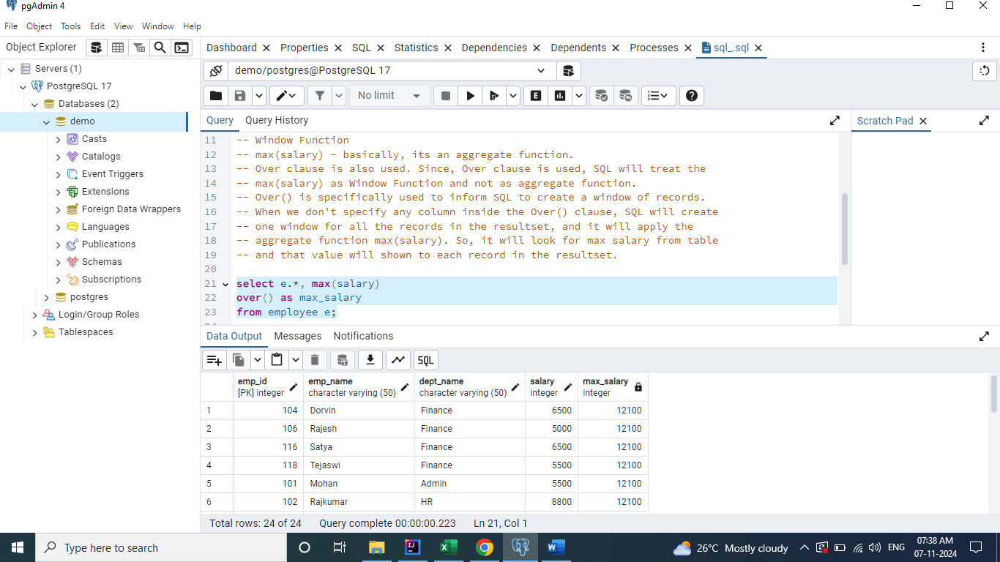 pgAdmin 4
File Object Tools Edit View Window Help
Object Explorer
Dashboard Properties SQL Statistics Dependencies Dependents Processes sql_.sql
Servers (1)
PostgreSQL 17
Databases (2)
demo
Casts
Catalogs
Event Triggers
Extensions
Foreign Data Wrappers
Languages
Publications
Schemas
Subscriptions
postgres
Login/Group Roles
Tablespaces
demo/postgres@PostgreSQL 17
No limit
E
Query Query History
Scratch Pad
11 -- Window Function
12 -- max(salary) - basically, its an aggregate function.
13 -- Over clause is also used. Since, Over clause is used, SQL will treat the
14 -- max(salary) as Window Function and not as aggregate function.
15 -- Over() is specifically used to inform SQL to create a window of records.
16 -- When we don't specify any column inside the Over() clause, SQL will create
17 -- one window for all the records in the resultset, and it will apply the
18 -- aggregate function max(salary). So, it will look for max salary from table
19 -- and that value will shown to each record in the resultset.
20
21 select e.*, max(salary)
22 over() as max_salary
23 from employee e;
Data Output Messages Notifications
SQL
emp_id emp_name dept_name salary max_salary
[PK] integer character varying (50) character varying (50) integer integer
1 104 Dorvin Finance 6500 12100
2 106 Rajesh Finance 5000 12100
3 116 Satya Finance 6500 12100
4 118 Tejaswi Finance 5500 12100
5 101 Mohan Admin 5500 12100
6 102 Rajkumar HR 8800 12100
Total rows: 24 of 24 Query complete 00:00:00.223 Ln 21, Col 1
Type here to search
26°C Mostly cloudy
ENG
07:38 AM
07-11-2024